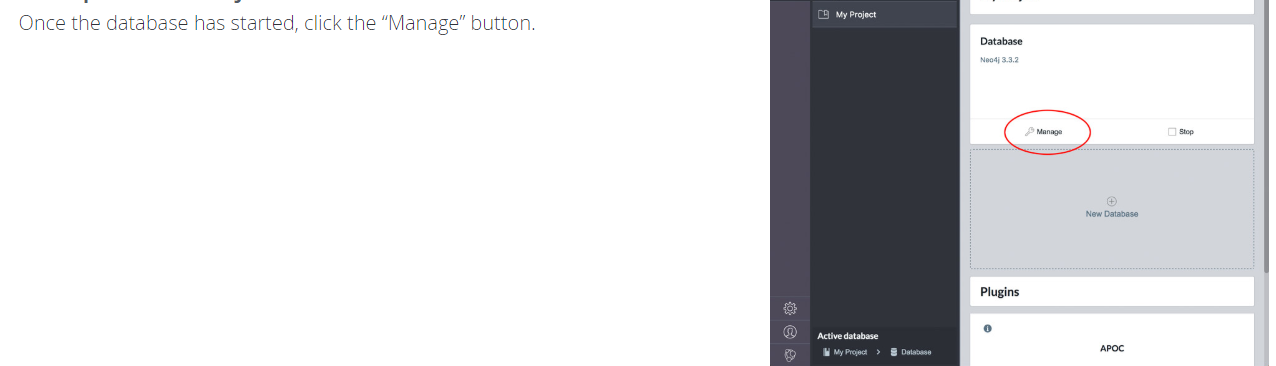 Once the database has started, click the “Manage” button.
My Project
Database
Neo4j 3.3.2
Manage
Stop
New Database
Plugins
APOC
Active database
My Project > Database